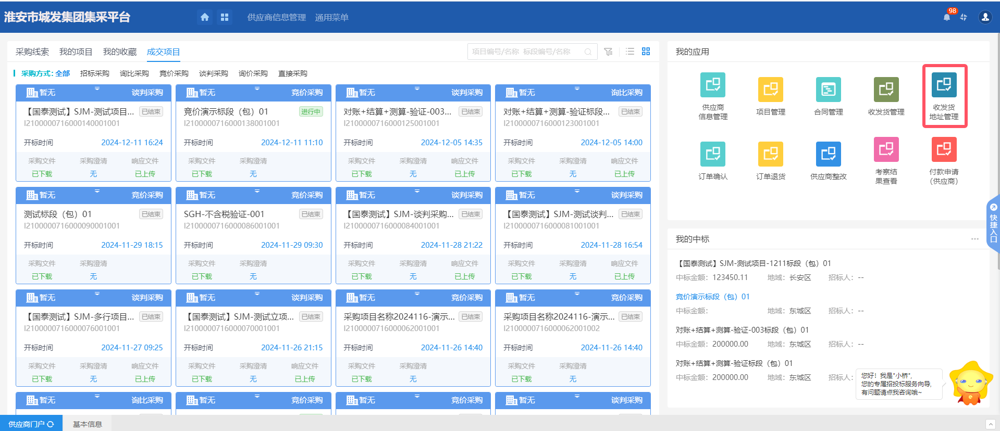 淮安市城发集团集采平台
供应商信息管理 通用菜单
98
采购线索 我的项目 我的收藏 成交项目
项目编号/名称 标段编号/名称
采购方式: 全部 招标采购 询比采购 竞价采购 谈判采购 询价采购 直接采购
暂无 谈判采购
【国泰测试】SJM-测试项目... 已结束
I2100000716000140001001
开标时间 2024-12-11 16:24
采购文件 采购澄清 响应文件
已下载 无 已上传
暂无 竞价采购
竞价演示标段（包）01 进行中
I2100000716000138001001
开标时间 2024-12-11 11:10
采购文件 采购澄清
已下载 无
暂无 谈判采购
对账+结算+测算-验证-003... 已结束
I2100000716000125001001
开标时间 2024-12-05 14:35
采购文件 采购澄清 响应文件
已下载 无 已上传
暂无 询比采购
对账+结算+测算-验证标段... 已结束
I2100000716000123001001
开标时间 2024-12-05 14:00
采购文件 采购澄清 响应文件
已下载 无 已上传
暂无 竞价采购
测试标段（包）01 已结束
I2100000716000090001001
开标时间 2024-11-29 18:15
采购文件 采购澄清
已下载 无
暂无 竞价采购
SGH-不含税验证-001 已结束
I2100000716000086001001
开标时间 2024-11-29 09:30
采购文件 采购澄清
已下载 无
暂无 谈判采购
【国泰测试】SJM-谈判采购... 已结束
I2100000716000084001001
开标时间 2024-11-28 21:22
采购文件 采购澄清 响应文件
已下载 无 已上传
暂无 谈判采购
【国泰测试】SJM-测试谈判... 已结束
I2100000716000081001001
开标时间 2024-11-28 16:54
采购文件 采购澄清 响应文件
已下载 无 已上传
暂无 谈判采购
【国泰测试】SJM-多行项目... 已结束
I2100000716000076001001
开标时间 2024-11-27 09:25
采购文件 采购澄清 响应文件
已下载 无 已上传
暂无 谈判采购
【国泰测试】SJM-测试立项... 已结束
I2100000716000070001001
开标时间 2024-11-26 21:15
采购文件 采购澄清 响应文件
已下载 无 已上传
暂无 竞价采购
采购项目名称2024116-演示... 已结束
I2100000716000062001001
开标时间 2024-11-26 14:40
采购文件 采购澄清
已下载 无
暂无 竞价采购
采购项目名称2024116-演示... 已结束
I2100000716000062001002
开标时间 2024-11-26 14:40
采购文件 采购澄清
已下载 无
暂无 询比采购
暂无 竞价采购
暂无 竞价采购
暂无 谈判采购
我的应用
供应商
信息管理
项目管理
合同管理
收发货管理
收发货
地址管理
订单确认
订单退货
供应商整改
考察结
果查看
付款申请
（供应商）
快捷入口
我的中标
【国泰测试】SJM-测试项目-1211标段（包）01
中标金额：123450.11 地域：长安区 招标人：--
竞价演示标段（包）01
中标金额： 地域：东城区 招标人：--
对账+结算+测算-验证-003标段（包）01
中标金额：200000.00 地域：东城区 招标人：--
对账+结算+测算-验证标段（包）01
中标金额：200000.00 地域：东城区 招标人：
您好！我是"小桥",
您的专属招投标服务向导,
有问题请点我咨询哦~
供应商门户 基本信息